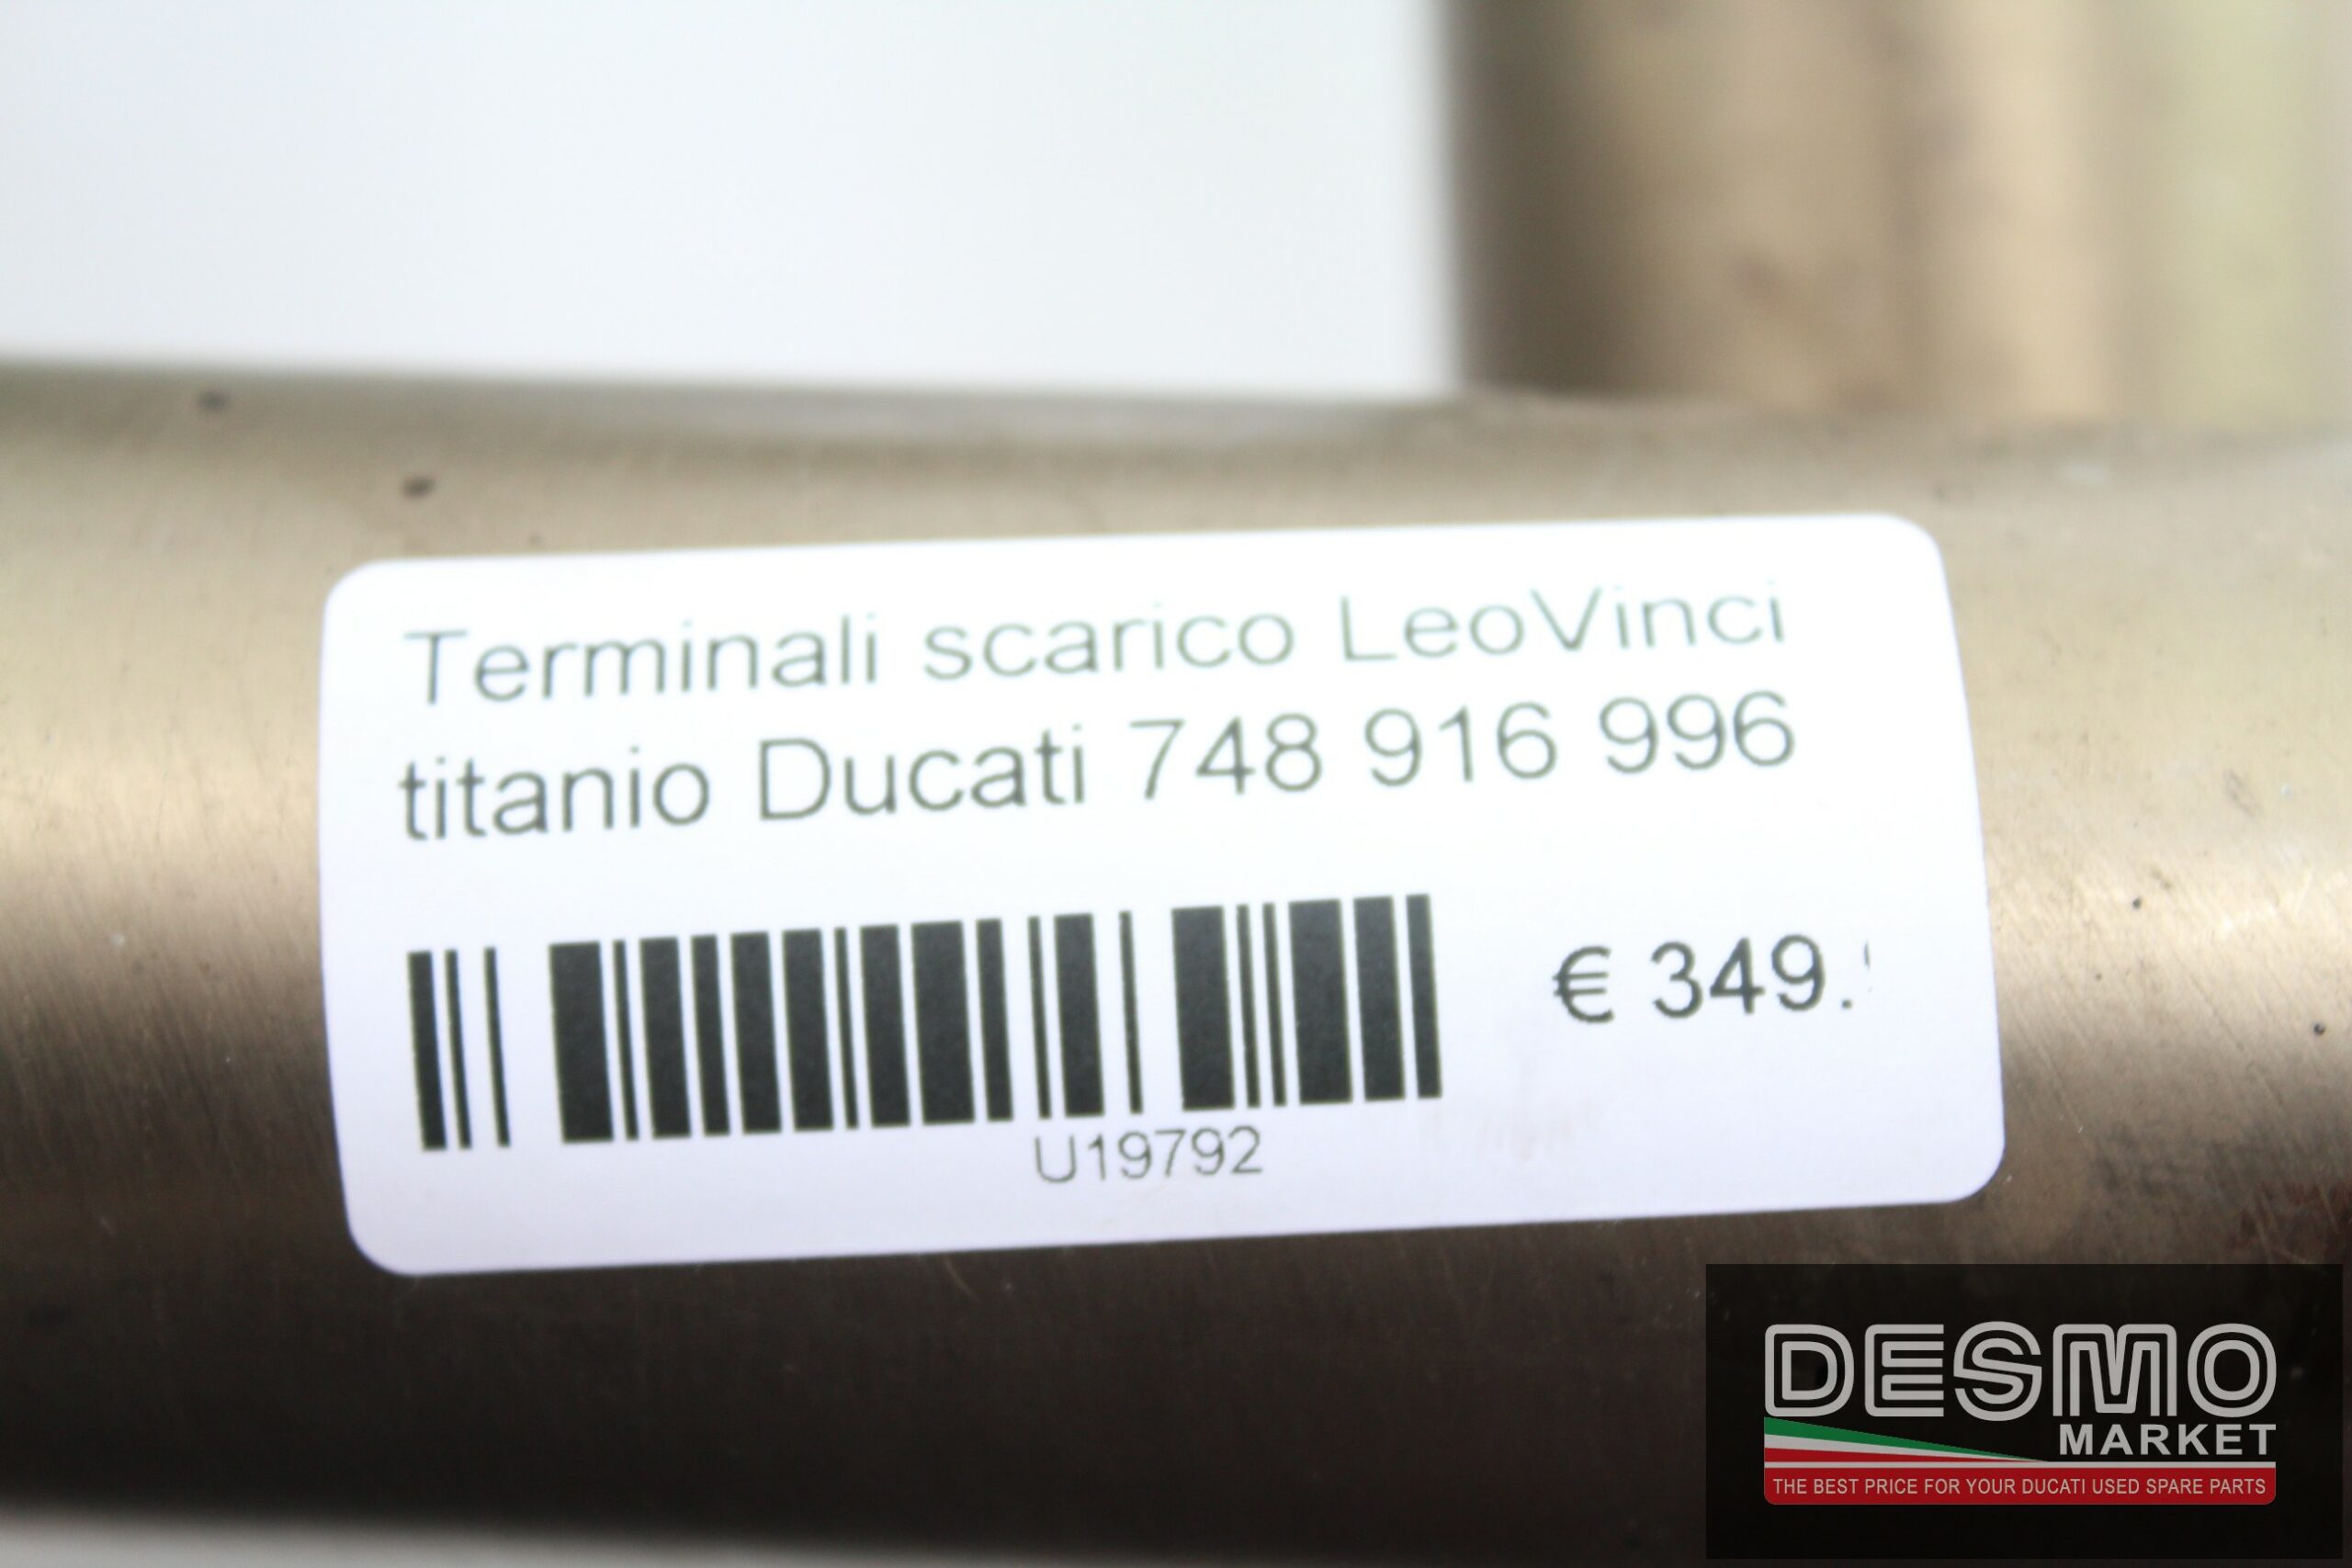 Terminali scarico LeoVinci
titanio Ducati 748 916 996
€ 349.
U19792
DESMO
MARKET
THE BEST PRICE FOR YOUR DUCATI USED SPARE PARTS